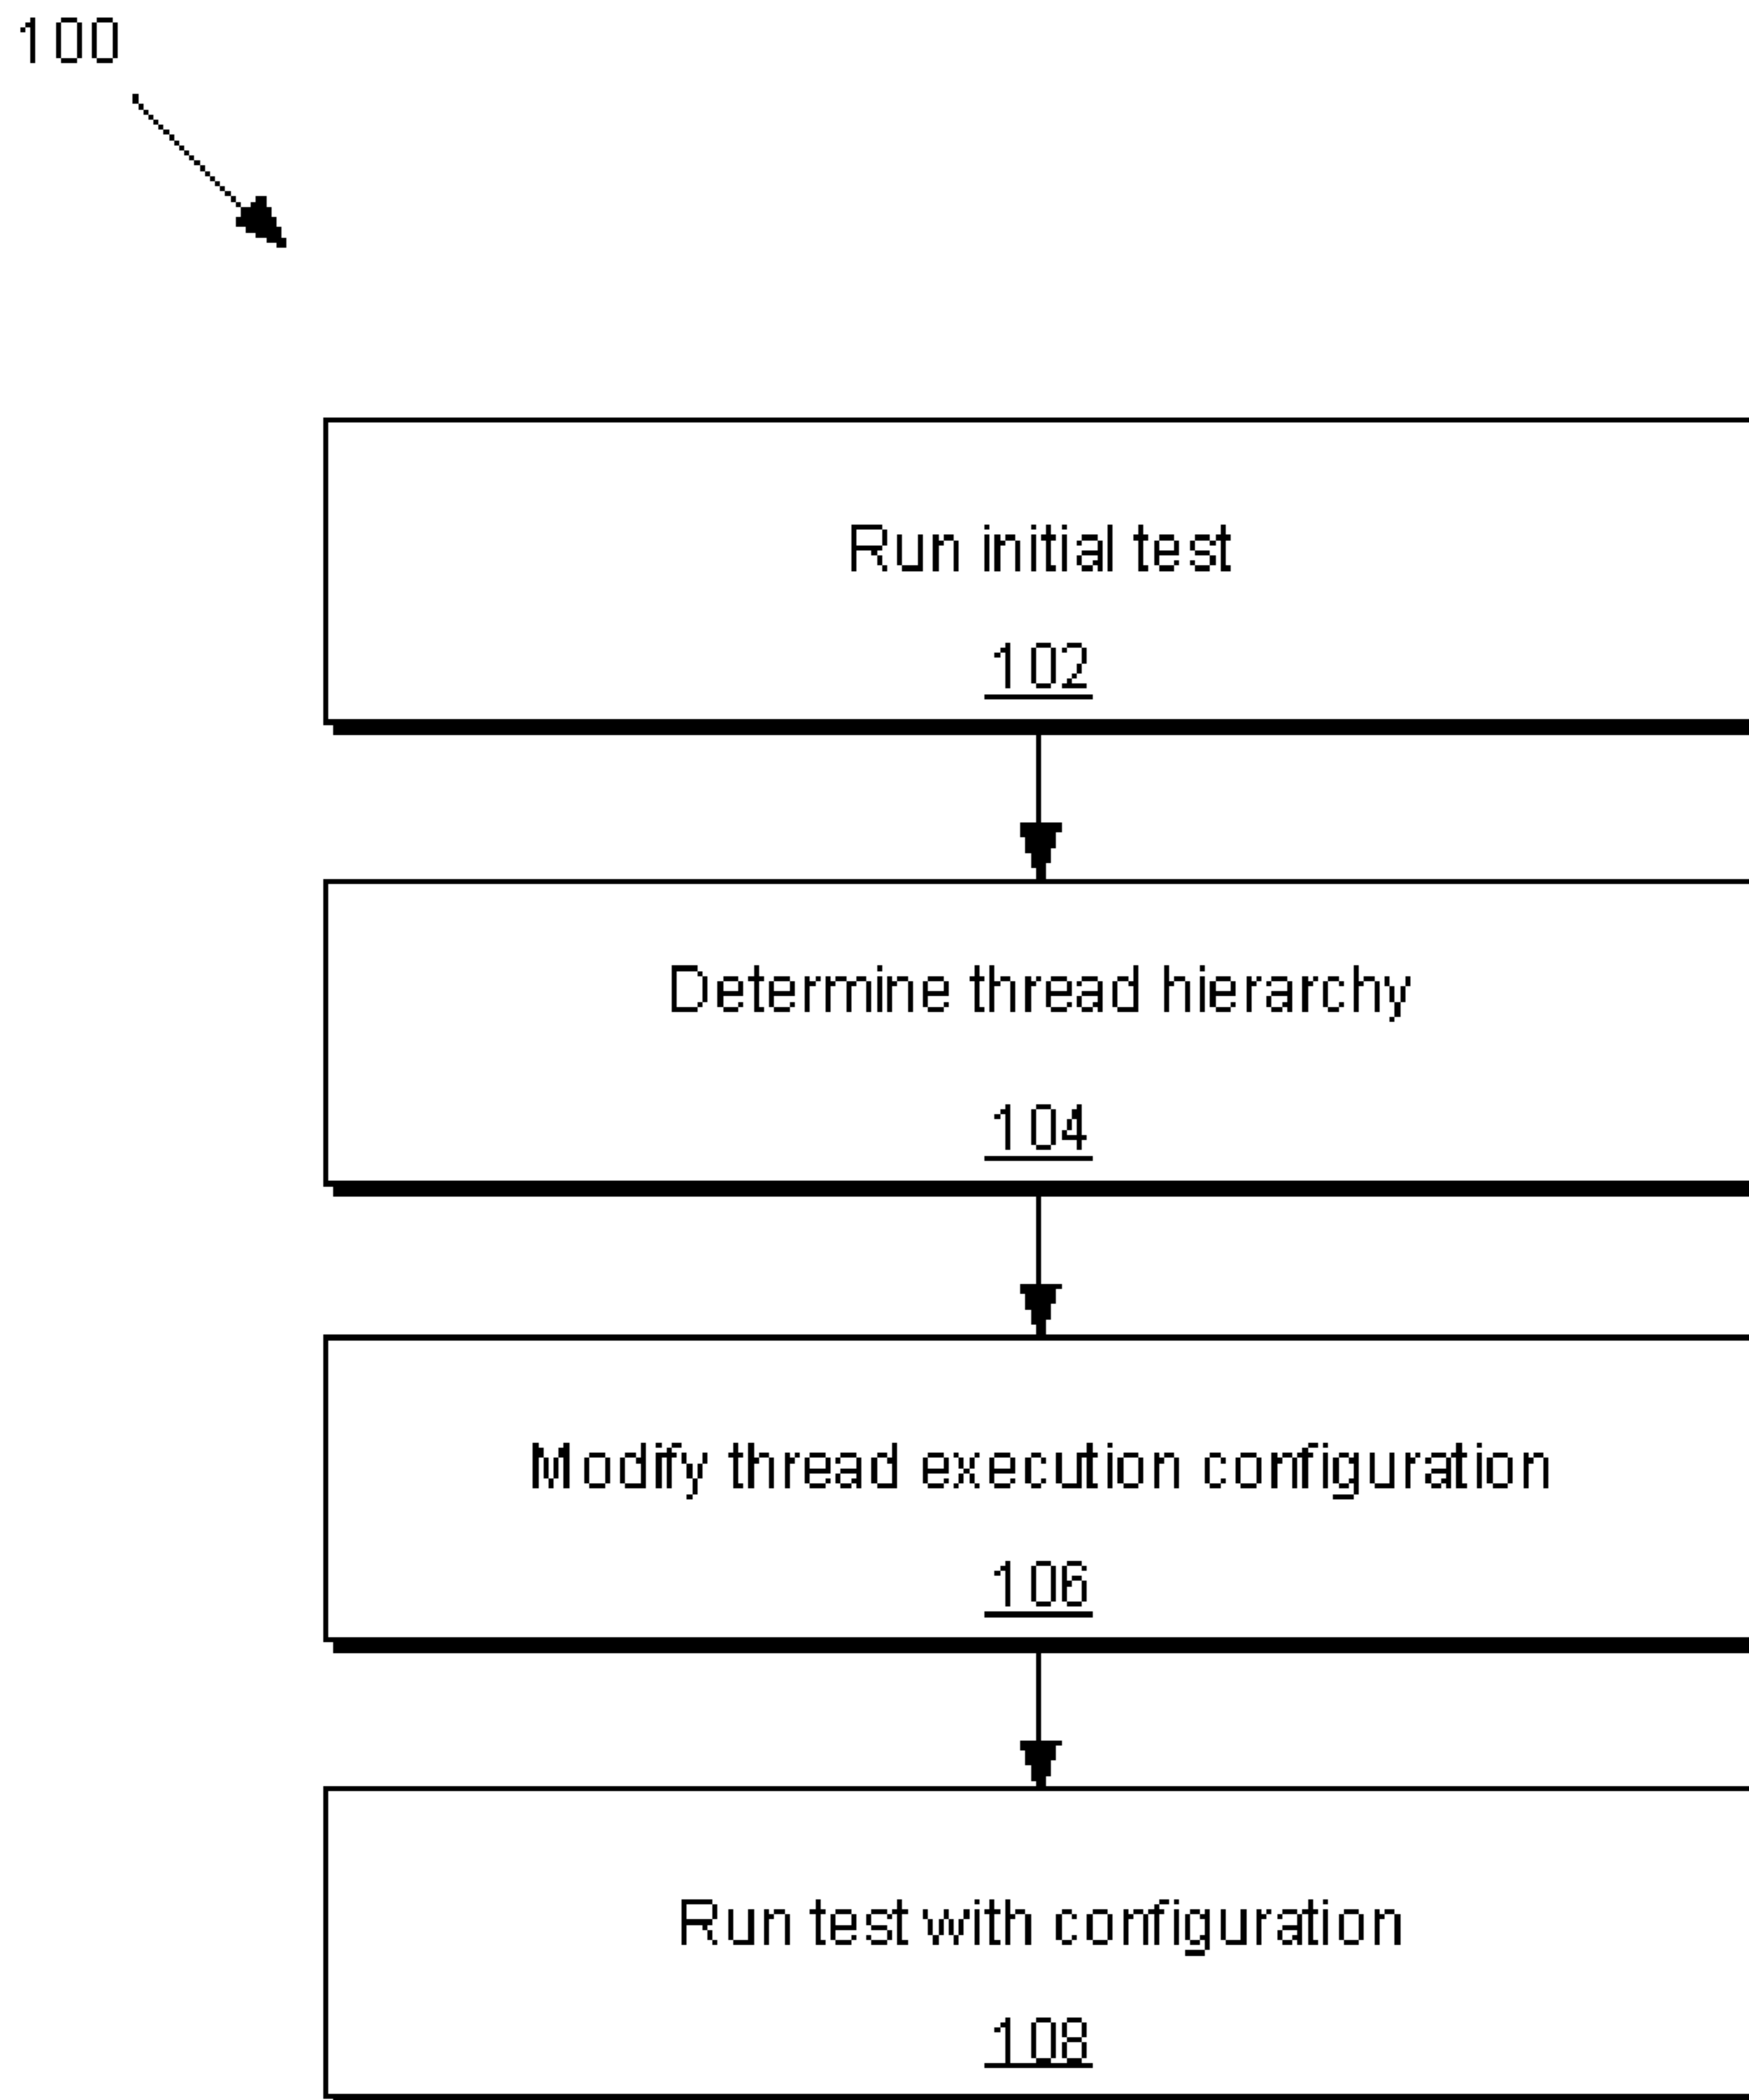 100
Run initial test
102
Determine thread hierarchy
104
Modify thread execution configuration
106
Run test with configuration
108